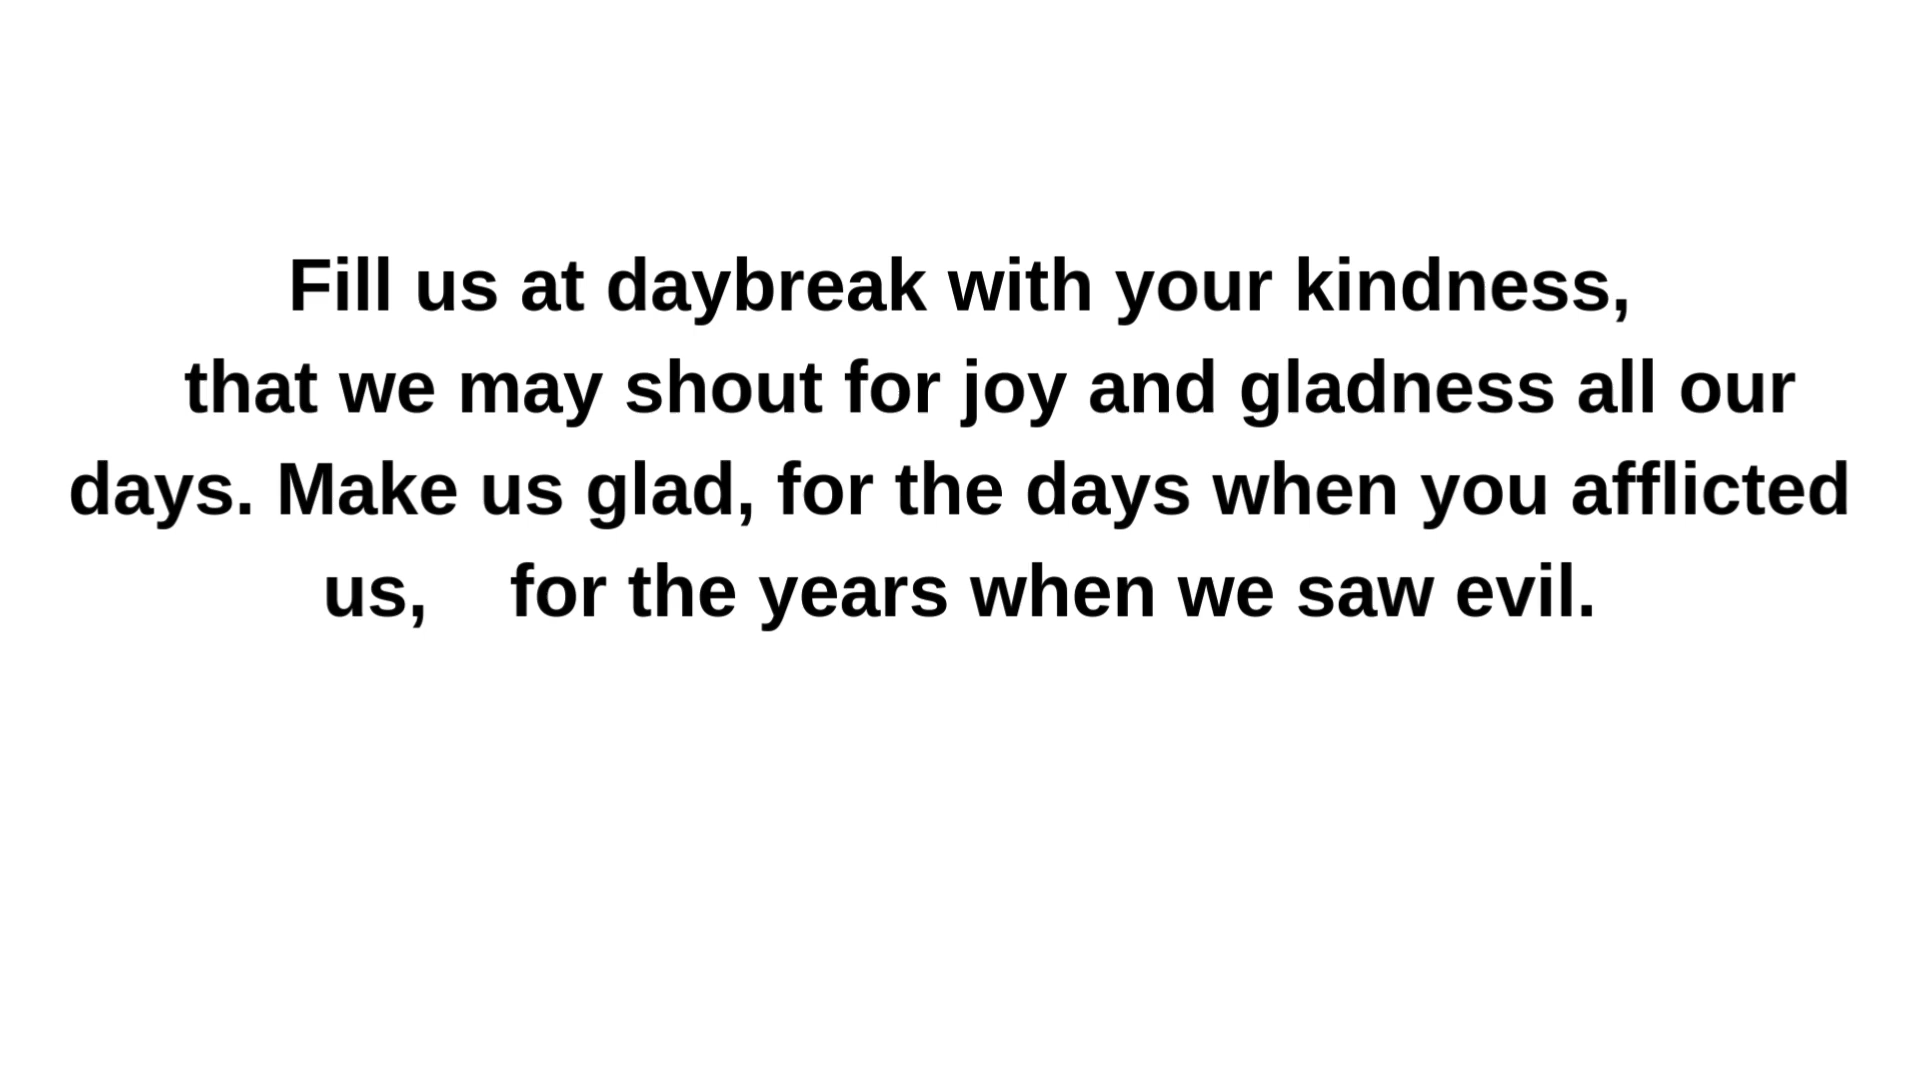 Fill us at daybreak with your kindness,
that we may shout for joy and gladness all our
days. Make us glad, for the days when you afflicted
us,    for the years when we saw evil.